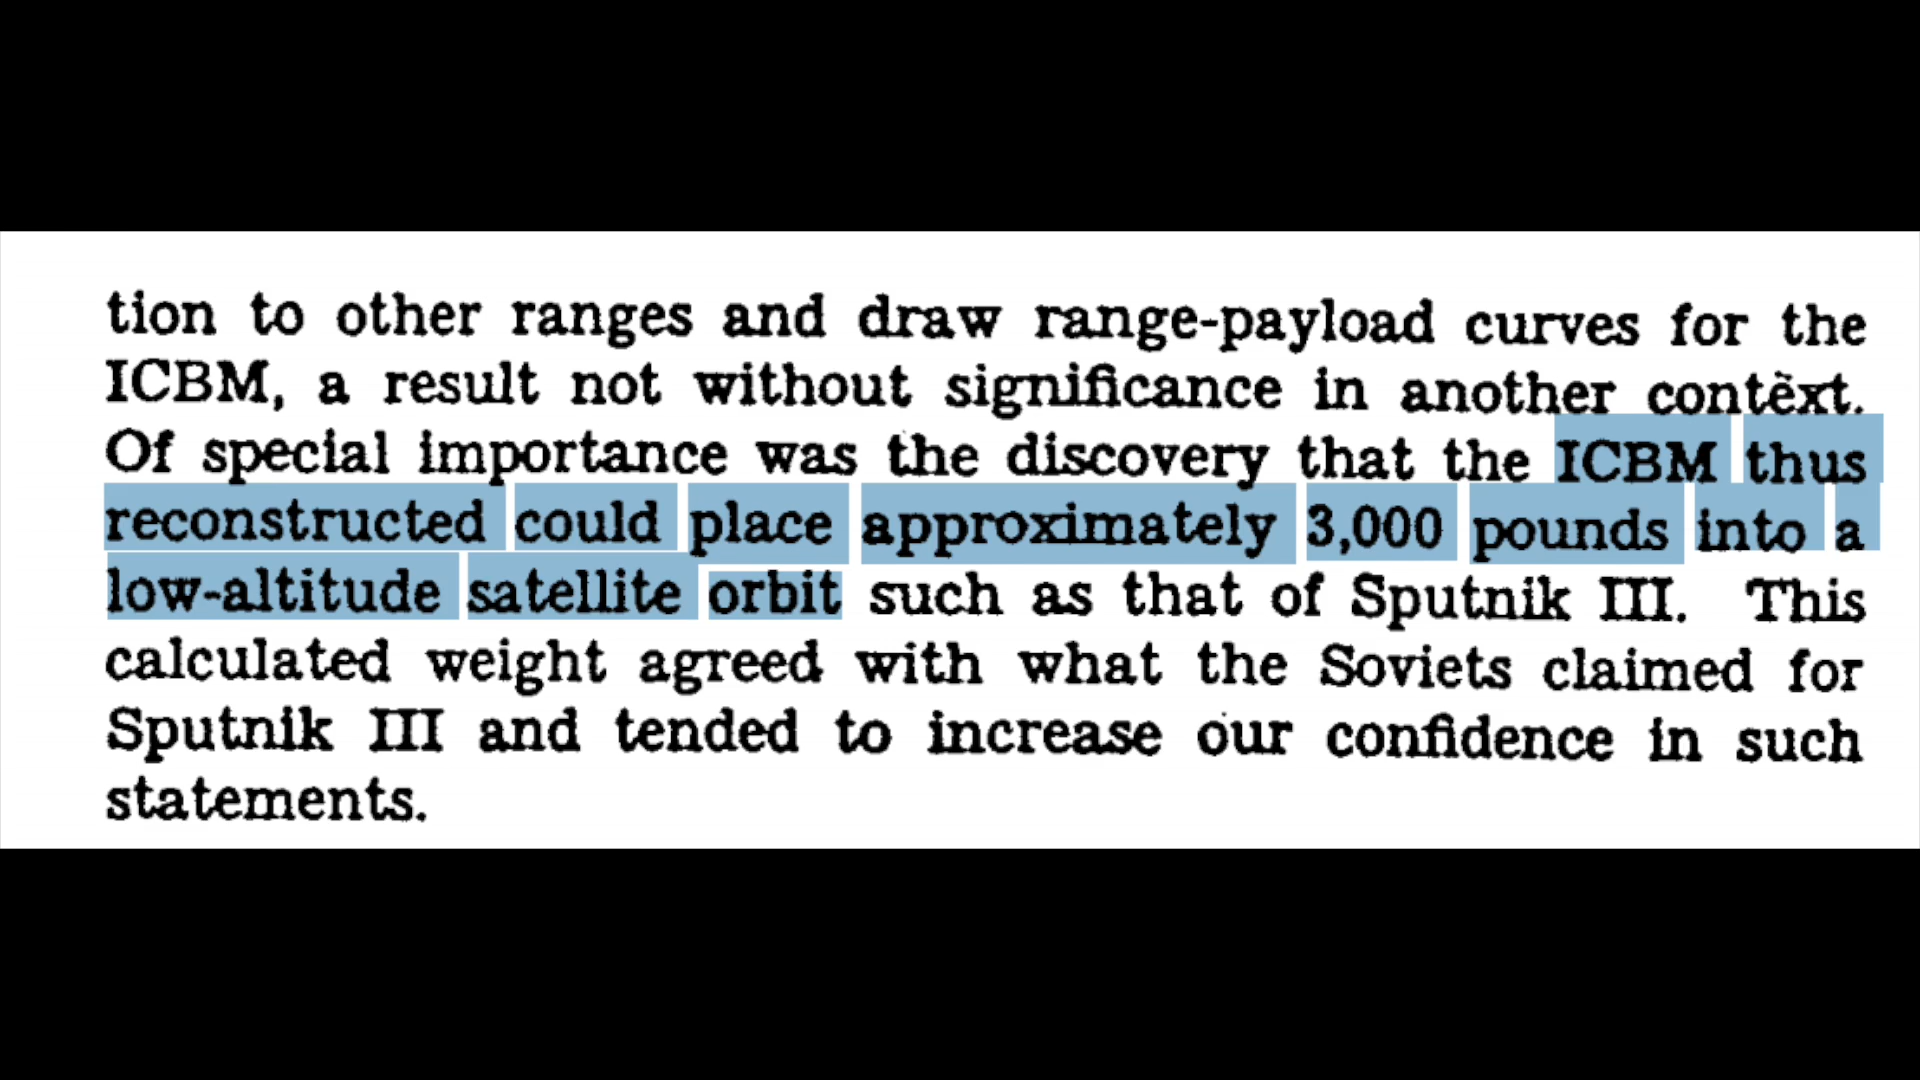 tion to other ranges and draw range-payload curves for the
ICBM, a result not without significance in another context.
Of special importance was the discovery that the ICBM thus
reconstructed could place approximately 3,000 pounds into a
low-altitude satellite orbit such as that of Sputnik III. This
calculated weight agreed with what the Soviets claimed for
Sputnik III and tended to increase our confidence in such
statements.